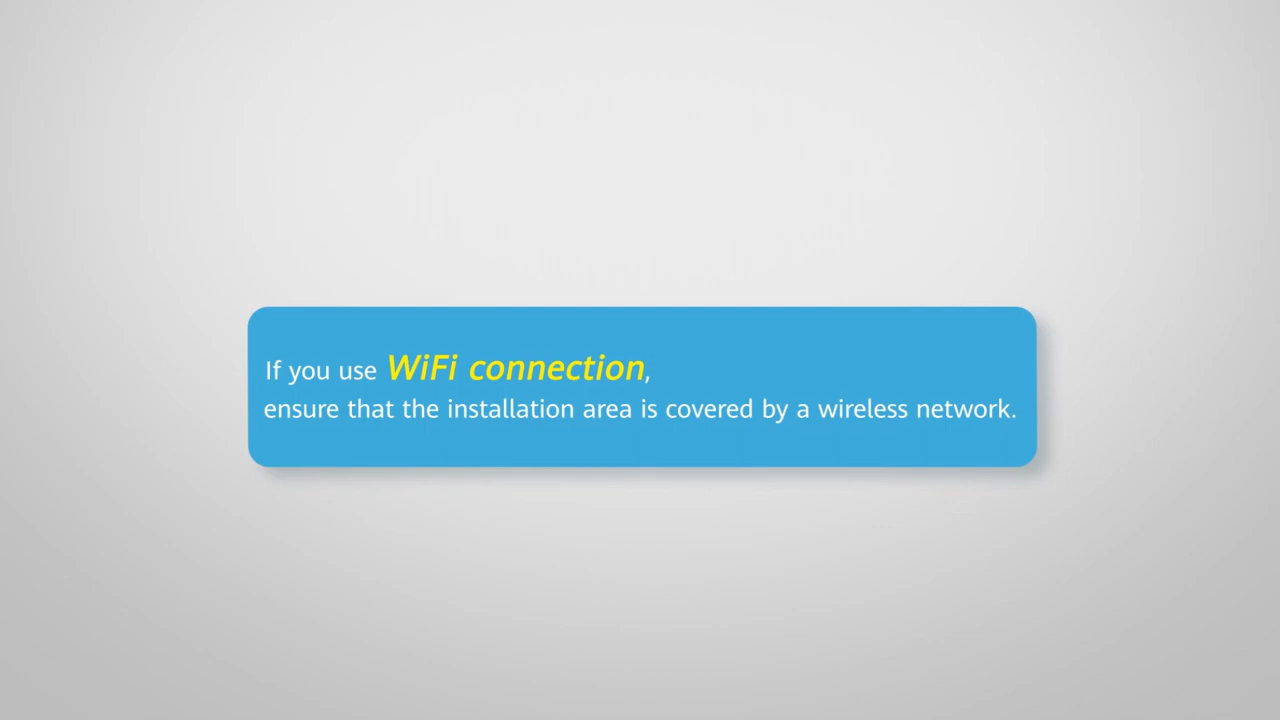 If you use WiFi connection,
ensure that the installation area is covered by a wireless network.